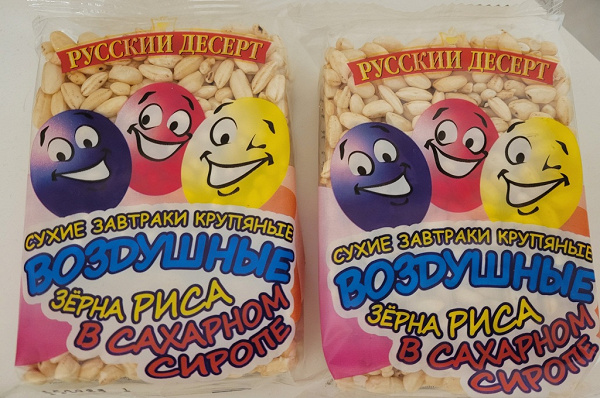 РУССКИЙ ДЕСЕРТ
СУХИЕ ЗАВТРАКИ КРУПЯНЫЕ
ВОЗДУШНЫЕ
ЗЁРНА РИСА
В САХАРНОМ
СИРОПЕ
РУССКИЙ ДЕСЕРТ
СУХИЕ ЗАВТРАКИ КРУПЯНЫЕ
ВОЗДУШНЫЕ
ЗЁРНА РИСА
В САХАРНОМ
СИРОПЕ